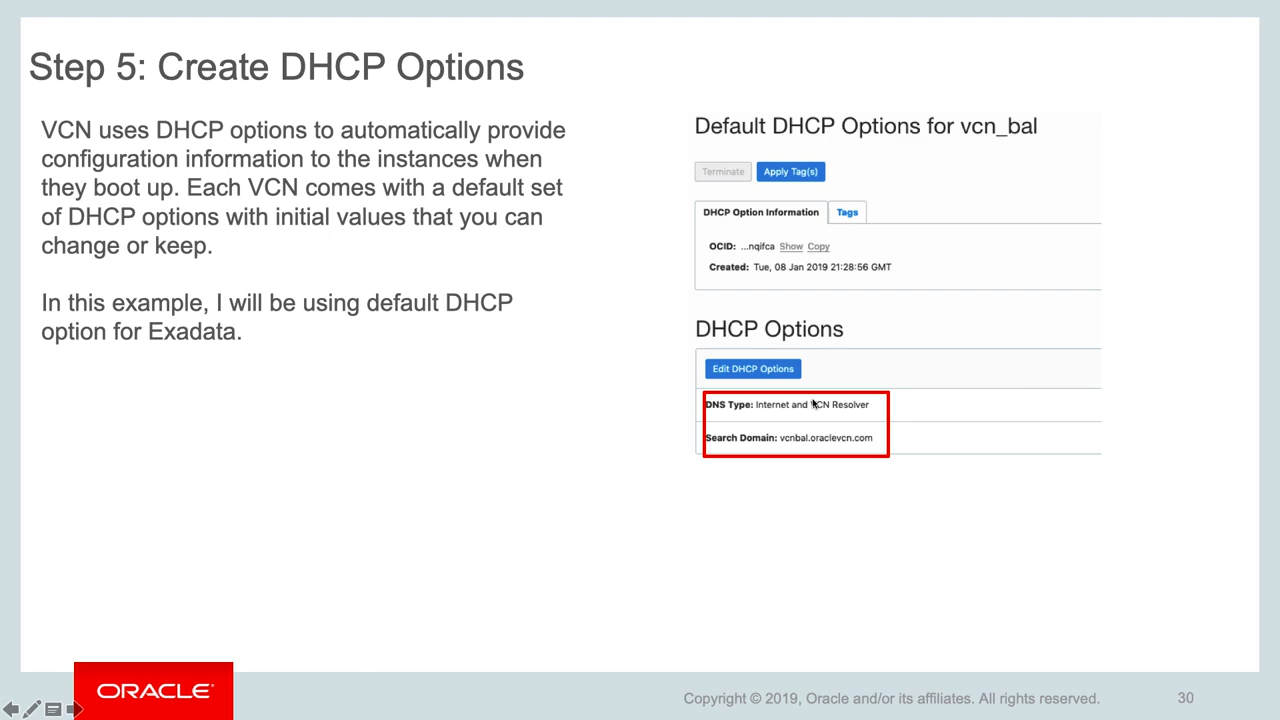 Step 5: Create DHCP Options
VCN uses DHCP options to automatically provide
configuration information to the instances when
they boot up. Each VCN comes with a default set
of DHCP options with initial values that you can
change or keep.
In this example, I will be using default DHCP
option for Exadata.
Default DHCP Options for vcn_bal
Terminate Apply Tag(s)
DHCP Option Information Tags
OCID: ...nqifca Show Copy
Created: Tue, 08 Jan 2019 21:28:56 GMT
DHCP Options
Edit DHCP Options
DNS Type: Internet and VCN Resolver
Search Domain: vcnbal.oraclevcn.com
ORACLE
Copyright © 2019, Oracle and/or its affiliates. All rights reserved. 30